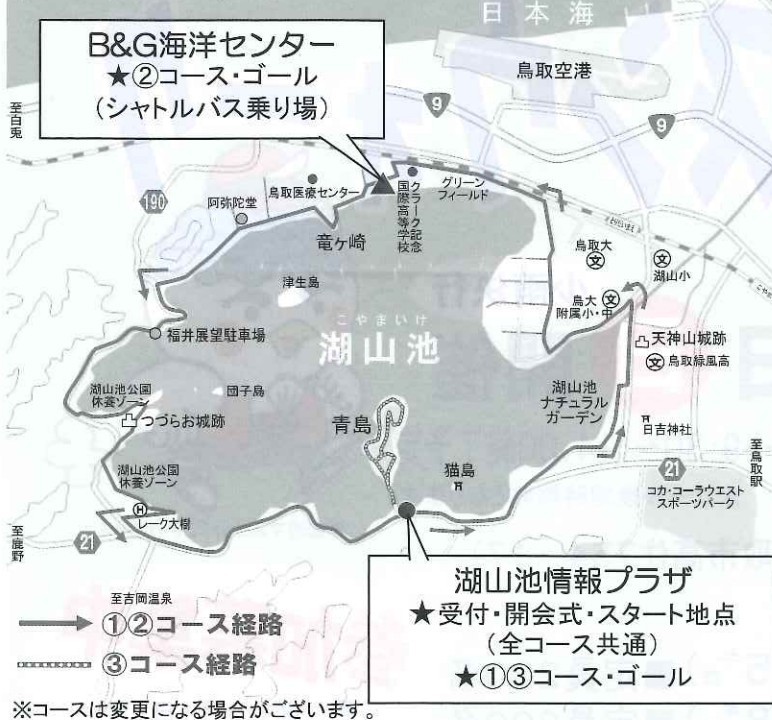 日本海
B&G海洋センター
★②コース・ゴール
(シャトルバス乗り場)
鳥取空港
至白兎
9
9
190
阿弥陀堂
鳥取医療センター
クラーク記念
国際高等学校
グリーン
フィールド
竜ヶ崎
津生島
鳥取大
文
文
湖山小
鳥大
附属小・中
文
こやまいけ
湖山池
福井展望駐車場
天神山城跡
文
鳥取緑風高
湖山池公園
休養ゾーン
団子島
つづらお城跡
青島
湖山池
ナチュラル
ガーデン
日吉神社
湖山池公園
休養ゾーン
猫島
21
至鳥取駅
コカ・コーラウエスト
スポーツパーク
H
レーク大樹
至鹿野
21
至吉岡温泉
湖山池情報プラザ
★受付・開会式・スタート地点
(全コース共通)
★①③コース・ゴール
①②コース経路
③コース経路
※コースは変更になる場合がございます。